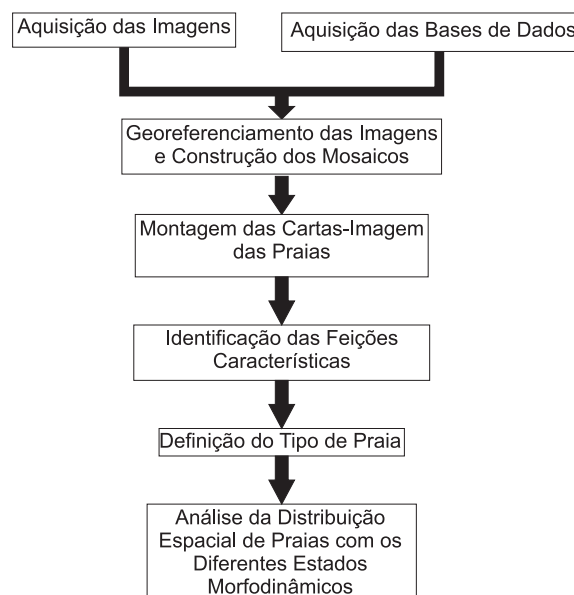 Aquisição das Imagens
Aquisição das Bases de Dados
Georeferenciamento das Imagens
e Construção dos Mosaicos
Montagem das Cartas-Imagem
das Praias
Identificação das Feições
Características
Definição do Tipo de Praia
Análise da Distribuição
Espacial de Praias com os
Diferentes Estados
Morfodinâmicos